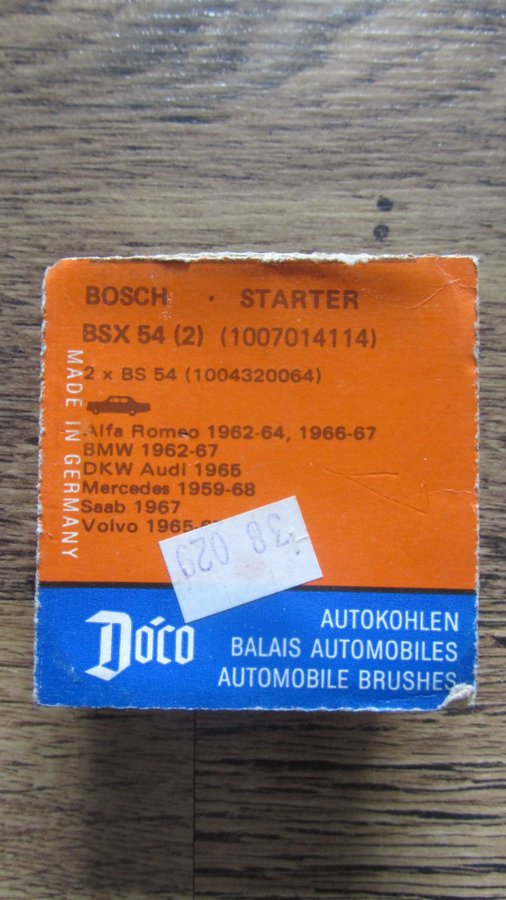 BOSCH · STARTER
BSX 54 (2) (1007014114)
2 x BS 54 (1004320064)
Alfa Romeo 1962-64, 1966-67
BMW 1962-67
DKW Audi 1965
Mercedes 1959-68
Saab 1967
Volvo 1965-
MADE IN GERMANY
38 029
Dóco
AUTOKOHLEN
BALAIS AUTOMOBILES
AUTOMOBILE BRUSHES